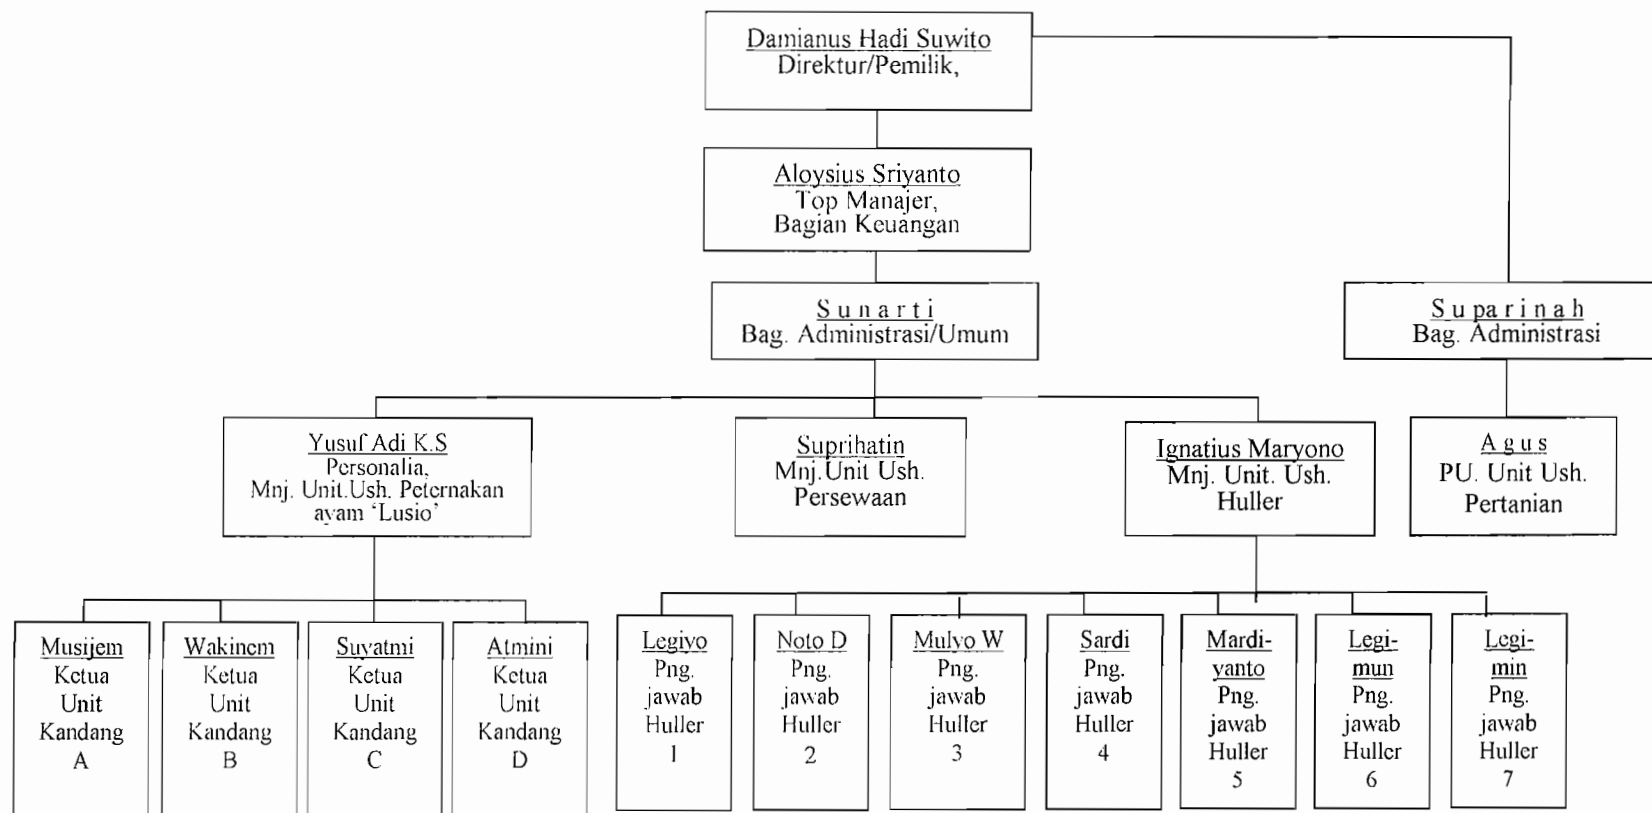 Damianus Hadi Suwito
Direktur/Pemilik,
Aloysius Sriyanto
Top Manajer,
Bagian Keuangan
S u n a r t i
Bag. Administrasi/Umum
S u p a r i n a h
Bag. Administrasi
Yusuf Adi K.S
Personalia,
Mnj. Unit.Ush. Peternakan
ayam ‘Lusio’
Suprihatin
Mnj.Unit Ush.
Persewaan
Ignatius Maryono
Mnj. Unit. Ush.
Huller
A g u s
PU. Unit Ush.
Pertanian
Musijem
Ketua
Unit
Kandang
A
Wakinem
Ketua
Unit
Kandang
B
Suyatmi
Ketua
Unit
Kandang
C
Atmini
Ketua
Unit
Kandang
D
Legiyo
Png.
jawab
Huller
1
Noto D
Png.
jawab
Huller
2
Mulyo W
Png.
jawab
Huller
3
Sardi
Png.
jawab
Huller
4
Mardi-
yanto
Png.
jawab
Huller
5
Legi-
mun
Png.
jawab
Huller
6
Legi-
min
Png.
jawab
Huller
7